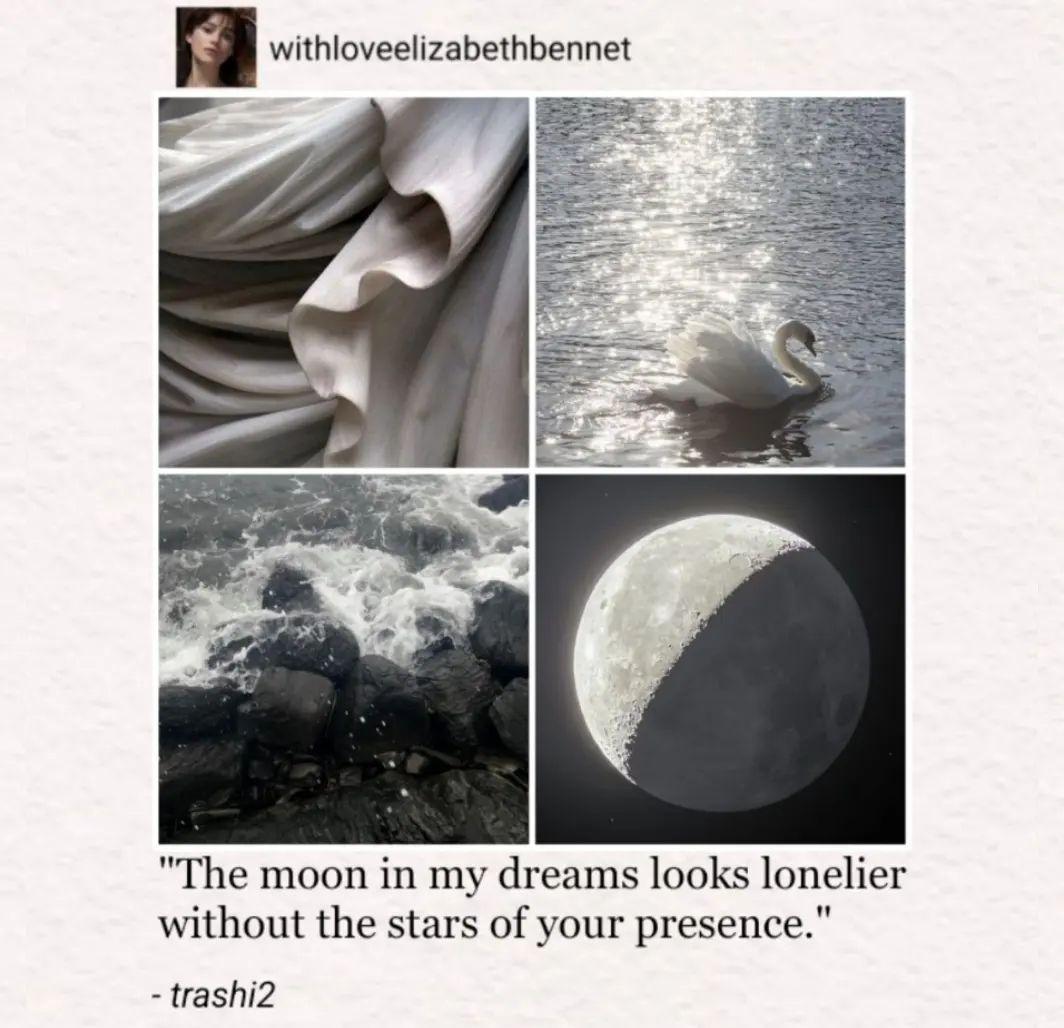 withloveelizabethbennet
"The moon in my dreams looks lonelier
without the stars of your presence."
- trashi2